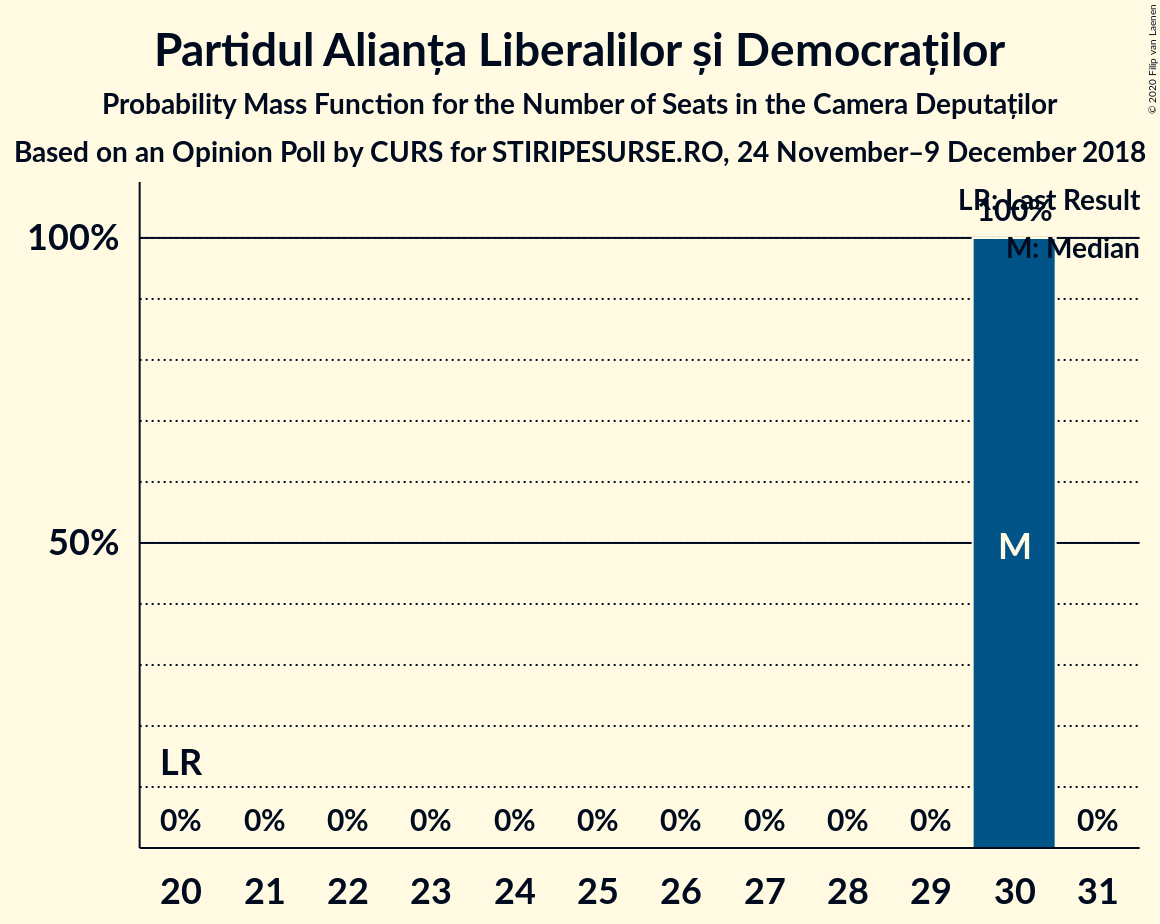 Partidul Alianța Liberalilor și Democraților
Probability Mass Function for the Number of Seats in the Camera Deputaților
Based on an Opinion Poll by CURS for STIRIPESURSE.RO, 24 November–9 December 2018
© 2020 Filip van Laenen
LR: Last Result
M: Median
100%
100%
50%
M
LR
0% 0% 0% 0% 0% 0% 0% 0% 0% 0% 0%
20 21 22 23 24 25 26 27 28 29 30 31